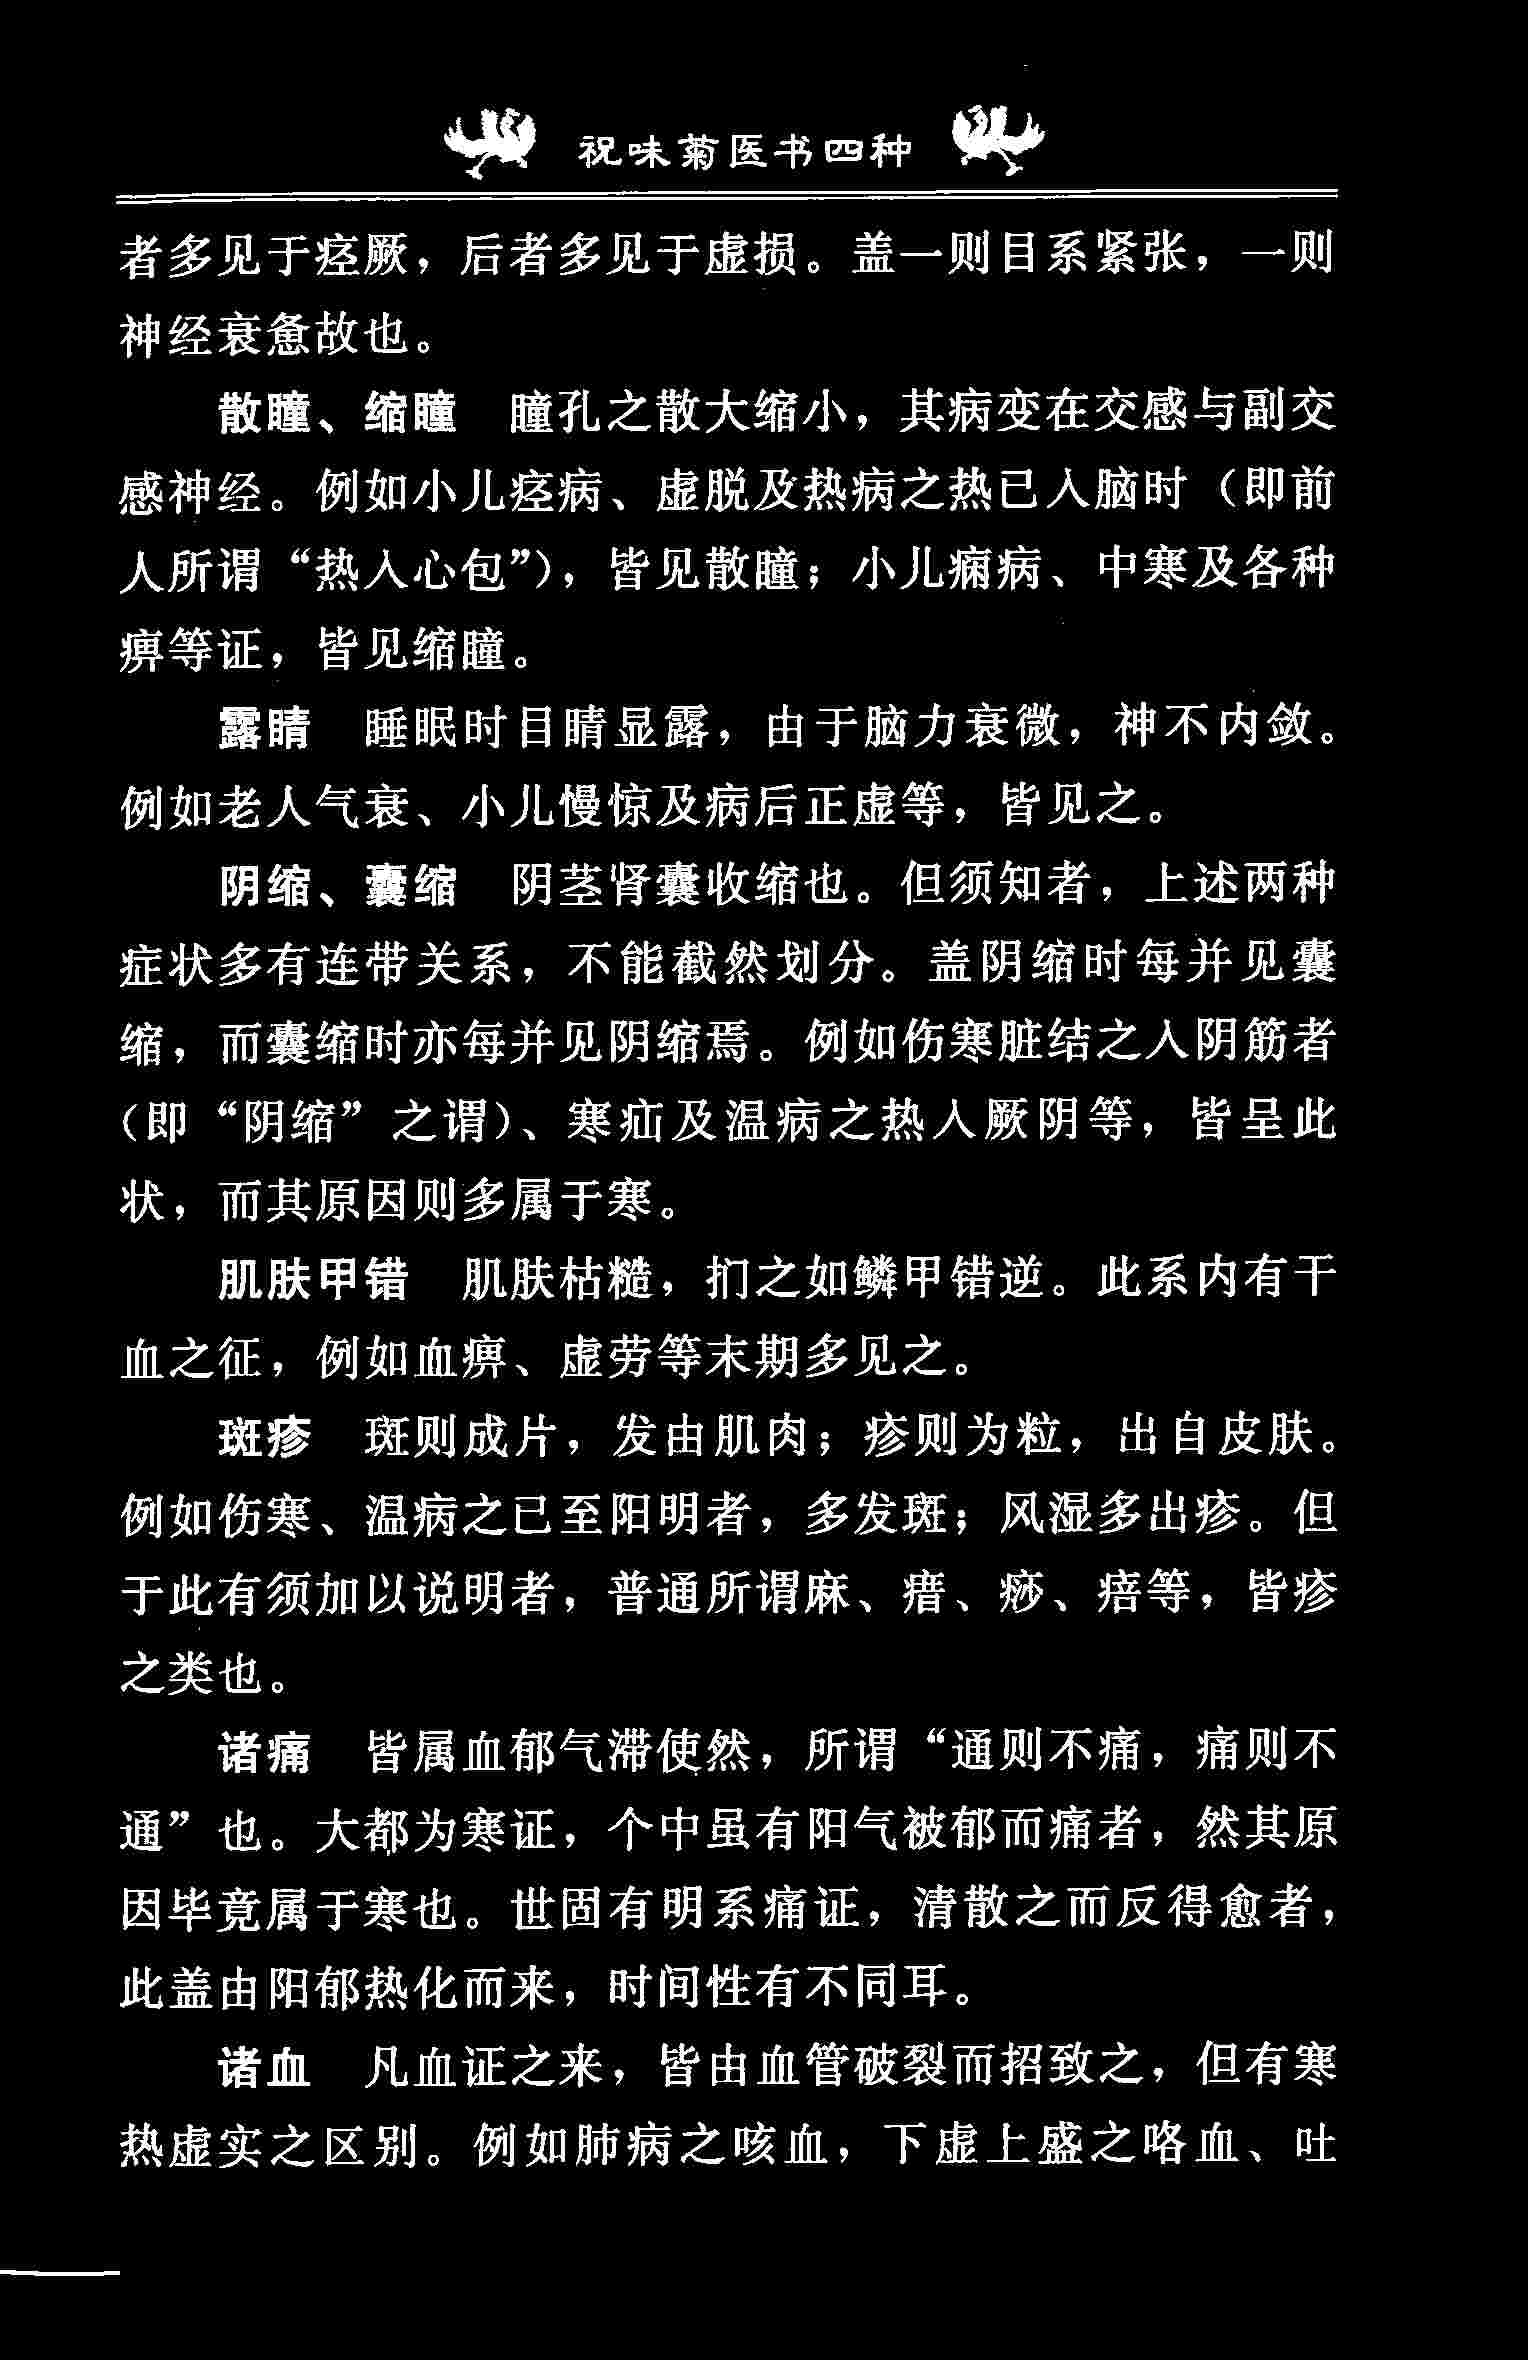 祝味菊医书四种
者多见于痉厥，后者多见于虚损。盖一则目系紧张，一则
神经衰惫故也。
散瞳、缩瞳　瞳孔之散大缩小，其病变在交感与副交
感神经。例如小儿痉病、虚脱及热病之热已入脑时（即前
人所谓“热入心包”），皆见散瞳；小儿痫病、中寒及各种
痹等证，皆见缩瞳。
露睛　睡眠时目睛显露，由于脑力衰微，神不内敛。
例如老人气衰、小儿慢惊及病后正虚等，皆见之。
阴缩、囊缩　阴茎肾囊收缩也。但须知者，上述两种
症状多有连带关系，不能截然划分。盖阴缩时每并见囊
缩，而囊缩时亦每并见阴缩焉。例如伤寒脏结之入阴筋者
（即“阴缩”之谓）、寒疝及温病之热入厥阴等，皆呈此
状，而其原因则多属于寒。
肌肤甲错　肌肤枯糙，扪之如鳞甲错逆。此系内有干
血之征，例如血痹、虚劳等末期多见之。
斑疹　斑则成片，发由肌肉；疹则为粒，出自皮肤。
例如伤寒、温病之已至阳明者，多发斑；风湿多出疹。但
于此有须加以说明者，普通所谓麻、瘄、痧、㾦等，皆疹
之类也。
诸痛　皆属血郁气滞使然，所谓“通则不痛，痛则不
通”也。大都为寒证，个中虽有阳气被郁而痛者，然其原
因毕竟属于寒也。世固有明系痛证，清散之而反得愈者，
此盖由阳郁热化而来，时间性有不同耳。
诸血　凡血证之来，皆由血管破裂而招致之，但有寒
热虚实之区别。例如肺病之咳血，下虚上盛之咯血、吐